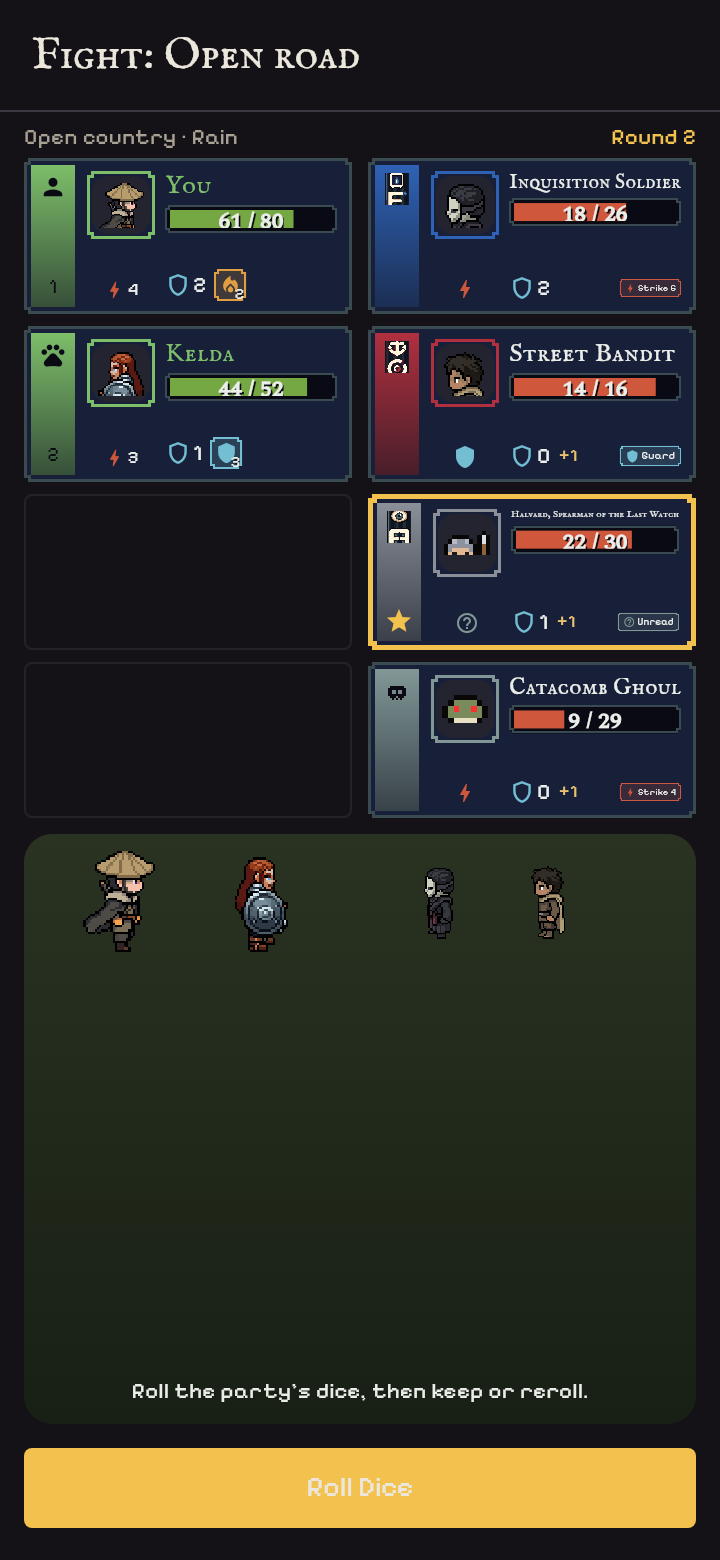 Fight: Open road
Open country · Rain
Round 2
You
61 / 80
1
4
2
2
Inquisition Soldier
18 / 26
2
Strike 6
Kelda
44 / 52
2
3
1
3
Street Bandit
14 / 16
0 +1
Guard
Halvard, Spearman of the Last Watch
22 / 30
1 +1
Unread
Catacomb Ghoul
9 / 29
0 +1
Strike 4
Roll the party's dice, then keep or reroll.
Roll Dice